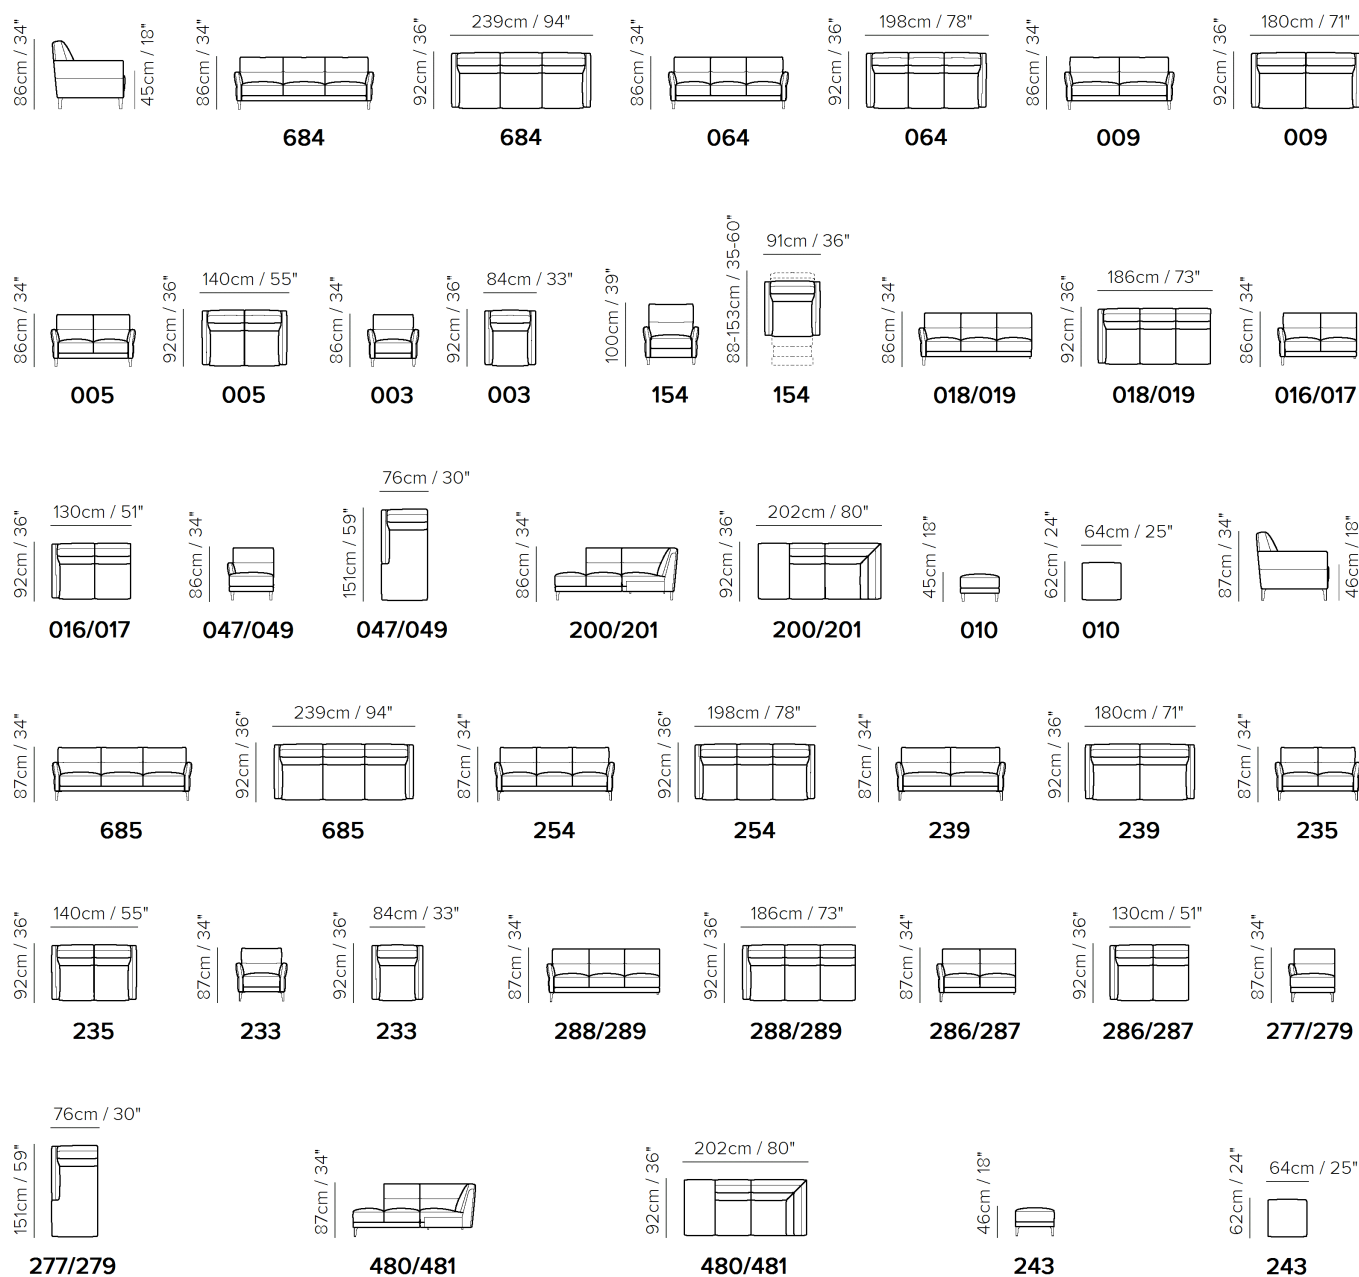 86cm / 34"
45cm / 18"
86cm / 34"
684
92cm / 36"
239cm / 94"
684
86cm / 34"
064
92cm / 36"
198cm / 78"
064
86cm / 34"
009
92cm / 36"
180cm / 71"
009
86cm / 34"
005
92cm / 36"
140cm / 55"
005
86cm / 34"
003
92cm / 36"
84cm / 33"
003
100cm / 39"
154
88-153cm / 35-60"
91cm / 36"
154
86cm / 34"
018/019
92cm / 36"
186cm / 73"
018/019
86cm / 34"
016/017
92cm / 36"
130cm / 51"
016/017
86cm / 34"
047/049
151cm / 59"
76cm / 30"
047/049
86cm / 34"
200/201
92cm / 36"
202cm / 80"
200/201
45cm / 18"
010
62cm / 24"
64cm / 25"
010
87cm / 34"
46cm / 18"
87cm / 34"
685
92cm / 36"
239cm / 94"
685
87cm / 34"
254
92cm / 36"
198cm / 78"
254
87cm / 34"
239
92cm / 36"
180cm / 71"
239
87cm / 34"
235
92cm / 36"
140cm / 55"
235
87cm / 34"
233
92cm / 36"
84cm / 33"
233
87cm / 34"
288/289
92cm / 36"
186cm / 73"
288/289
87cm / 34"
286/287
92cm / 36"
130cm / 51"
286/287
87cm / 34"
277/279
151cm / 59"
76cm / 30"
277/279
87cm / 34"
480/481
92cm / 36"
202cm / 80"
480/481
46cm / 18"
243
62cm / 24"
64cm / 25"
243